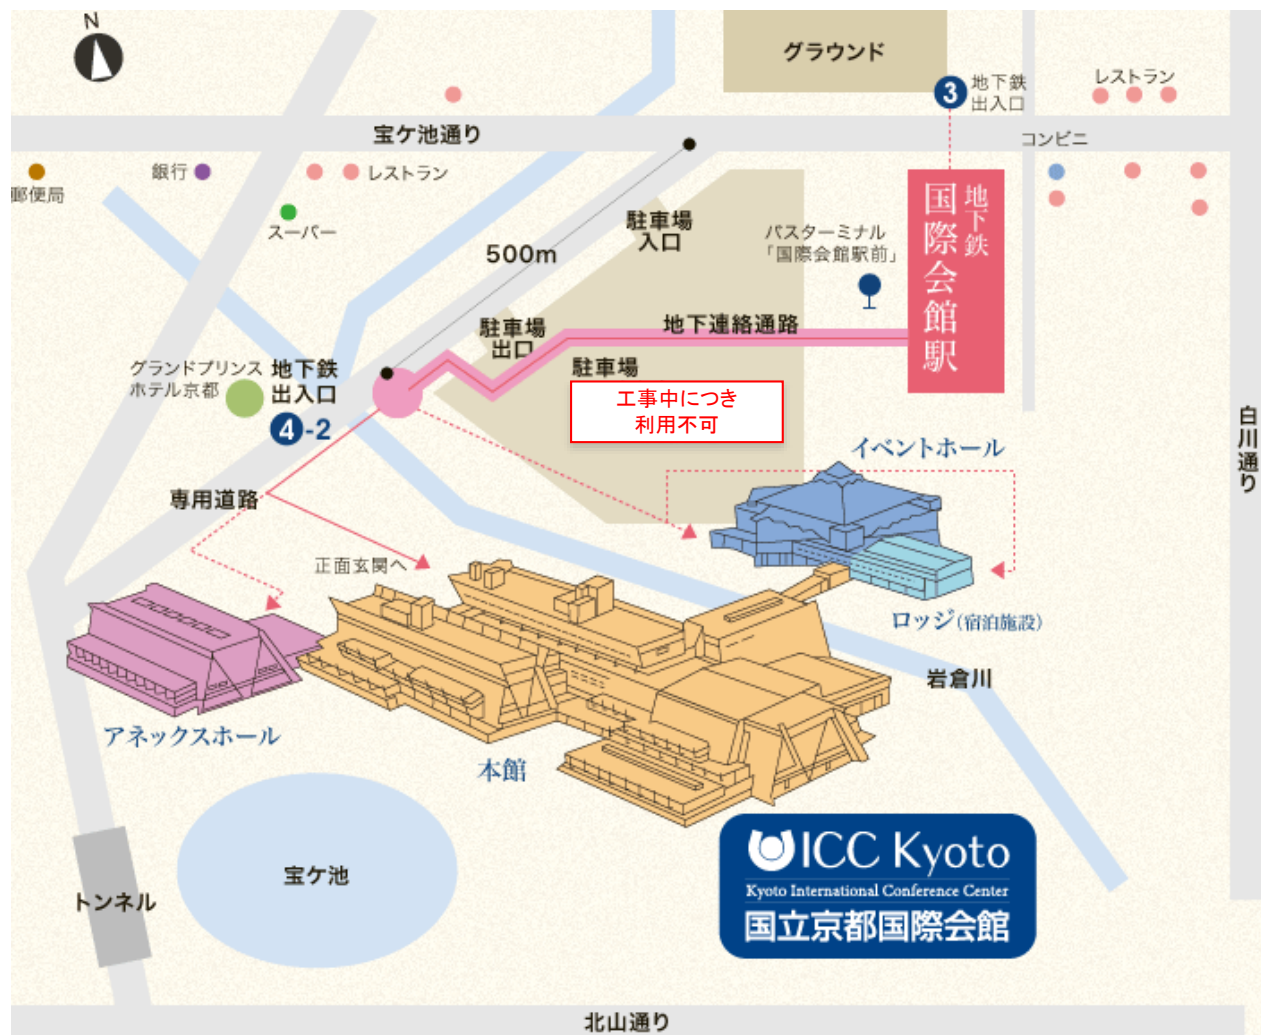 N
グラウンド
3
地下鉄
出入口
レストラン
宝ケ池通り
コンビニ
郵便局
銀行
レストラン
スーパー
500m
駐車場
入口
バスターミナル
「国際会館駅前」
地下鉄
国際会館駅
駐車場
出口
地下連絡通路
駐車場
工事中につき
利用不可
グランドプリンス
ホテル京都
地下鉄
出入口
4-2
白川通り
イベントホール
専用道路
正面玄関へ
ロッジ(宿泊施設)
岩倉川
アネックスホール
本館
ICC Kyoto
Kyoto International Conference Center
国立京都国際会館
宝ケ池
トンネル
北山通り